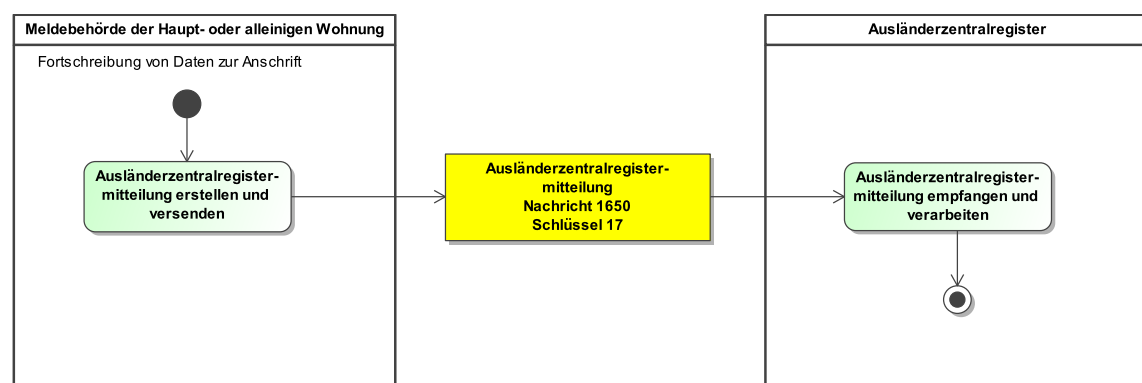 Meldebehörde der Haupt- oder alleinigen Wohnung
Fortschreibung von Daten zur Anschrift
Ausländerzentralregister-
mitteilung erstellen und
versenden
Ausländerzentralregister-
mitteilung
Nachricht 1650
Schlüssel 17
Ausländerzentralregister
Ausländerzentralregister-
mitteilung empfangen und
verarbeiten